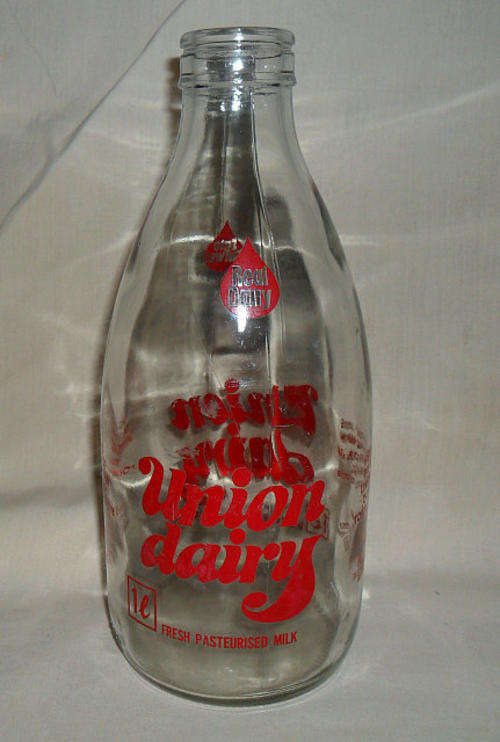 Real
dairy
Union
dairy
1ℓ
FRESH PASTEURISED MILK